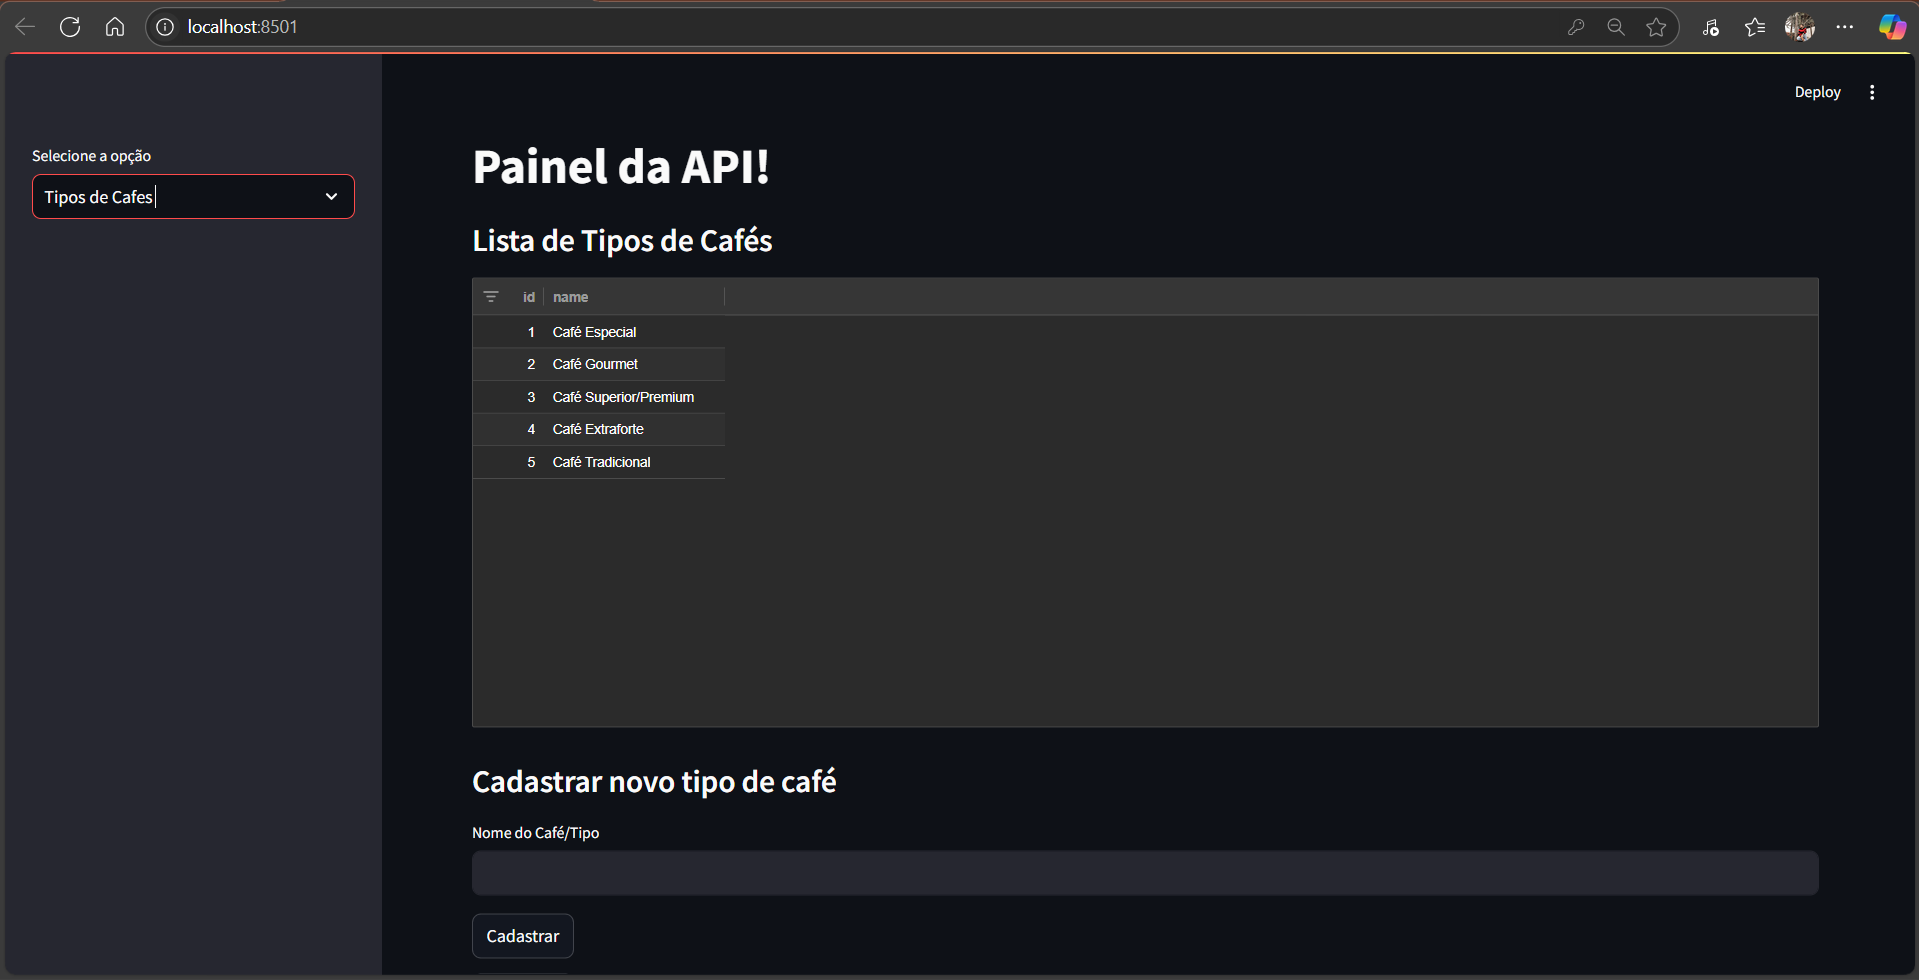 localhost:8501
Deploy
Selecione a opção
Tipos de Cafes
Painel da API!
Lista de Tipos de Cafés
id name
1 Café Especial
2 Café Gourmet
3 Café Superior/Premium
4 Café Extraforte
5 Café Tradicional
Cadastrar novo tipo de café
Nome do Café/Tipo
Cadastrar